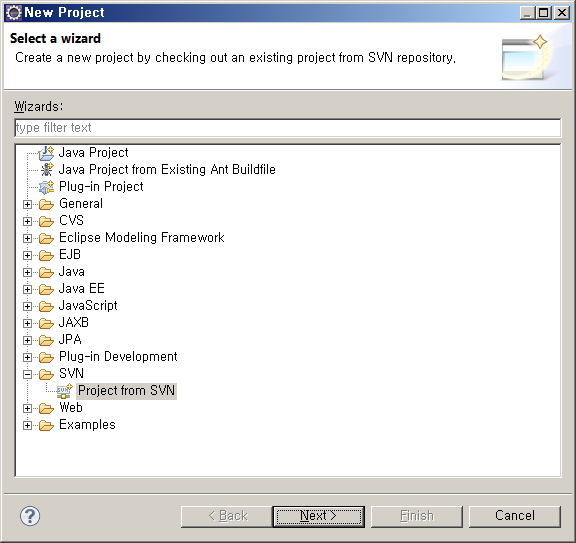 New Project
Select a wizard
Create a new project by checking out an existing project from SVN repository.
Wizards:
type filter text
Java Project
Java Project from Existing Ant Buildfile
Plug-in Project
General
CVS
Eclipse Modeling Framework
EJB
Java
Java EE
JavaScript
JAXB
JPA
Plug-in Development
SVN
SVN Project from SVN
Web
Examples
? < Back Next > Finish Cancel